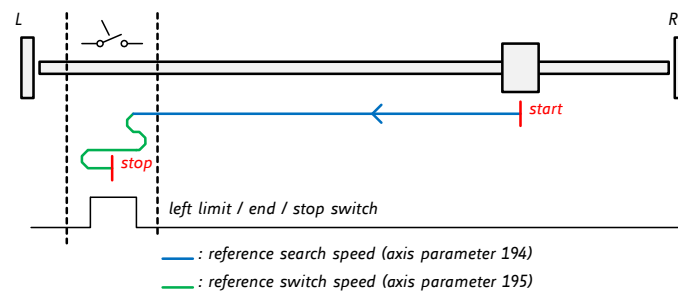 L
R
start
stop
left limit / end / stop switch
: reference search speed (axis parameter 194)
: reference switch speed (axis parameter 195)